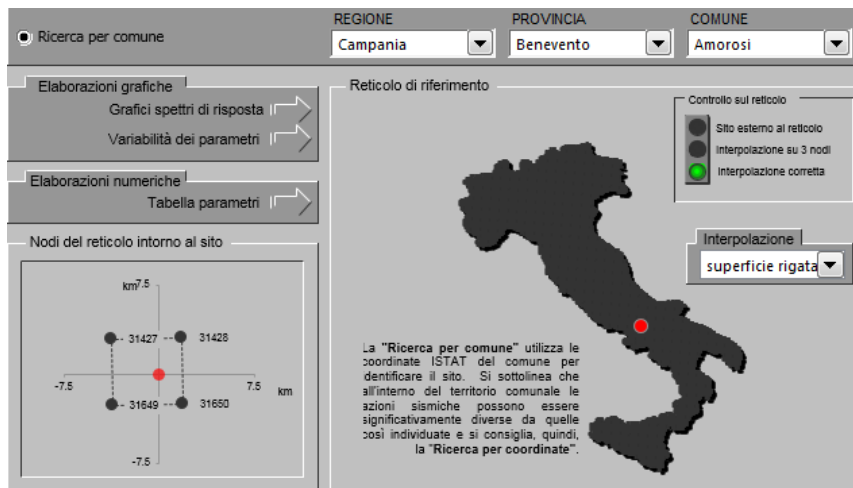 REGIONE
PROVINCIA
COMUNE
Ricerca per comune
Campania
Benevento
Amorosi
Elaborazioni grafiche
Grafici spettri di risposta
Variabilità dei parametri
Elaborazioni numeriche
Tabella parametri
Nodi del reticolo intorno al sito
km
7.5
31427
31428
-7.5
7.5
km
31649
31650
-7.5
Reticolo di riferimento
Controllo sul reticolo
Sito esterno al reticolo
Interpolazione su 3 nodi
Interpolazione corretta
Interpolazione
superficie rigata
La "Ricerca per comune" utilizza le
coordinate ISTAT del comune per
identificare il sito. Si sottolinea che
all'interno del territorio comunale le
azioni sismiche possono essere
significativamente diverse da quelle
così individuate e si consiglia, quindi,
la "Ricerca per coordinate".